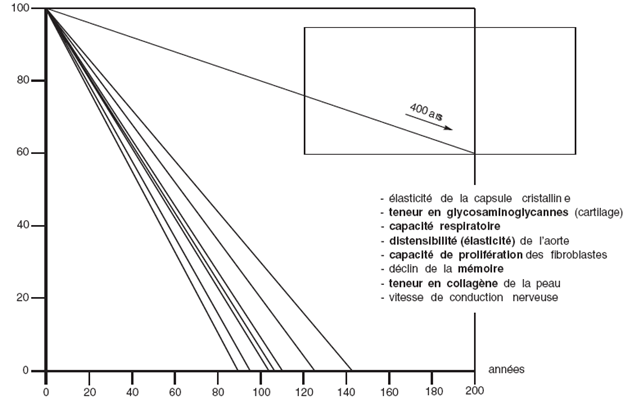 100
80
60
40
20
0
400 ans
- élasticité de la capsule cristalline
- teneur en glycosaminoglycannes (cartilage)
- capacité respiratoire
- distensibilité (élasticité) de l'aorte
- capacité de prolifération des fibroblastes
- déclin de la mémoire
- teneur en collagène de la peau
- vitesse de conduction nerveuse
années
0 20 40 60 80 100 120 140 160 180 200